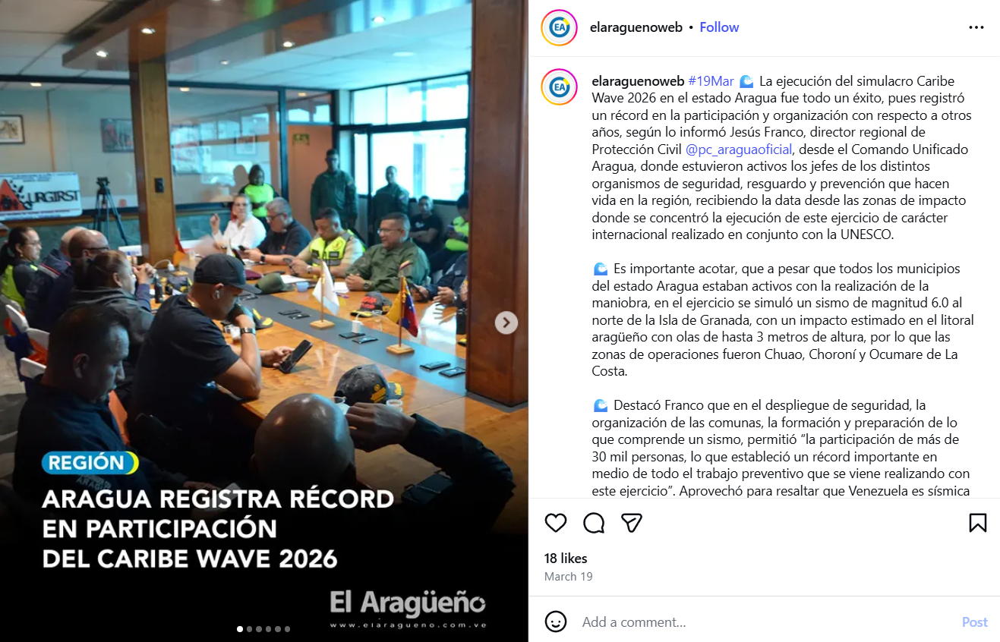 URGIRST
REGIÓN
ARAGUA REGISTRA RÉCORD
EN PARTICIPACIÓN
DEL CARIBE WAVE 2026
El Aragüeño
www.elaragueno.com.ve
EA
elaraguenoweb • Follow
EA
elaraguenoweb #19Mar 🌊 La ejecución del simulacro Caribe
Wave 2026 en el estado Aragua fue todo un éxito, pues registró
un récord en la participación y organización con respecto a otros
años, según lo informó Jesús Franco, director regional de
Protección Civil @pc_araguaoficial, desde el Comando Unificado
Aragua, donde estuvieron activos los jefes de los distintos
organismos de seguridad, resguardo y prevención que hacen
vida en la región, recibiendo la data desde las zonas de impacto
donde se concentró la ejecución de este ejercicio de carácter
internacional realizado en conjunto con la UNESCO.
🌊 Es importante acotar, que a pesar que todos los municipios
del estado Aragua estaban activos con la realización de la
maniobra, en el ejercicio se simuló un sismo de magnitud 6.0 al
norte de la Isla de Granada, con un impacto estimado en el litoral
aragüeño con olas de hasta 3 metros de altura, por lo que las
zonas de operaciones fueron Chuao, Choroní y Ocumare de La
Costa.
🌊 Destacó Franco que en el despliegue de seguridad, la
organización de las comunas, la formación y preparación de lo
que comprende un sismo, permitió “la participación de más de
30 mil personas, lo que estableció un récord importante en
medio de todo el trabajo preventivo que se viene realizando con
este ejercicio”. Aprovechó para resaltar que Venezuela es sísmica
18 likes
March 19
Add a comment...
Post